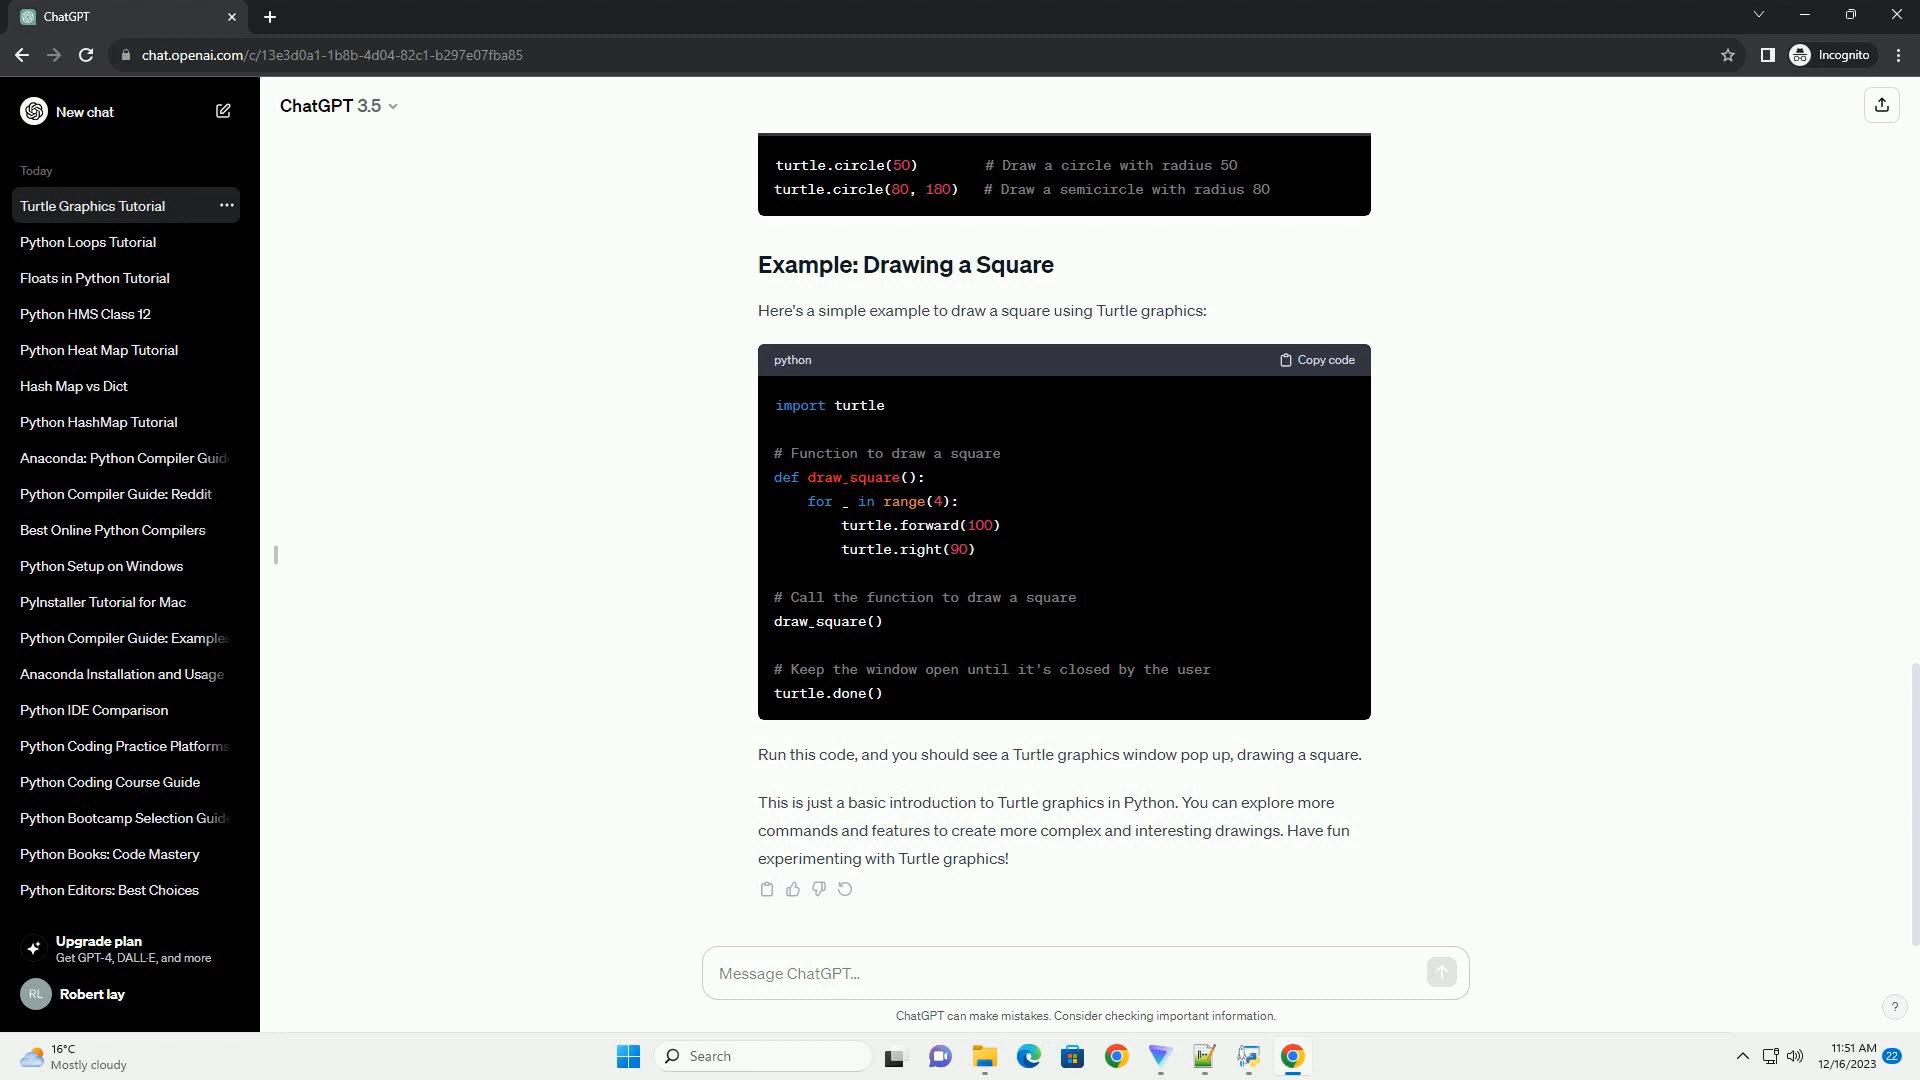 ChatGPT
chat.openai.com/c/13e3d0a1-1b8b-4d04-82c1-b297e07fba85
Incognito
New chat
ChatGPT 3.5
Today
Turtle Graphics Tutorial
Python Loops Tutorial
Floats in Python Tutorial
Python HMS Class 12
Python Heat Map Tutorial
Hash Map vs Dict
Python HashMap Tutorial
Anaconda: Python Compiler Guide
Python Compiler Guide: Reddit
Best Online Python Compilers
Python Setup on Windows
PyInstaller Tutorial for Mac
Python Compiler Guide: Examples
Anaconda Installation and Usage
Python IDE Comparison
Python Coding Practice Platforms
Python Coding Course Guide
Python Bootcamp Selection Guide
Python Books: Code Mastery
Python Editors: Best Choices
Upgrade plan
Get GPT-4, DALL·E, and more
RL Robert lay
turtle.circle(50)        # Draw a circle with radius 50
turtle.circle(80, 180)   # Draw a semicircle with radius 80
Example: Drawing a Square
Here's a simple example to draw a square using Turtle graphics:
python Copy code
import turtle
# Function to draw a square
def draw_square():
    for _ in range(4):
        turtle.forward(100)
        turtle.right(90)
# Call the function to draw a square
draw_square()
# Keep the window open until it's closed by the user
turtle.done()
Run this code, and you should see a Turtle graphics window pop up, drawing a square.
This is just a basic introduction to Turtle graphics in Python. You can explore more
commands and features to create more complex and interesting drawings. Have fun
experimenting with Turtle graphics!
Message ChatGPT...
ChatGPT can make mistakes. Consider checking important information.
?
16°C
Mostly cloudy
Search
11:51 AM
12/16/2023
22